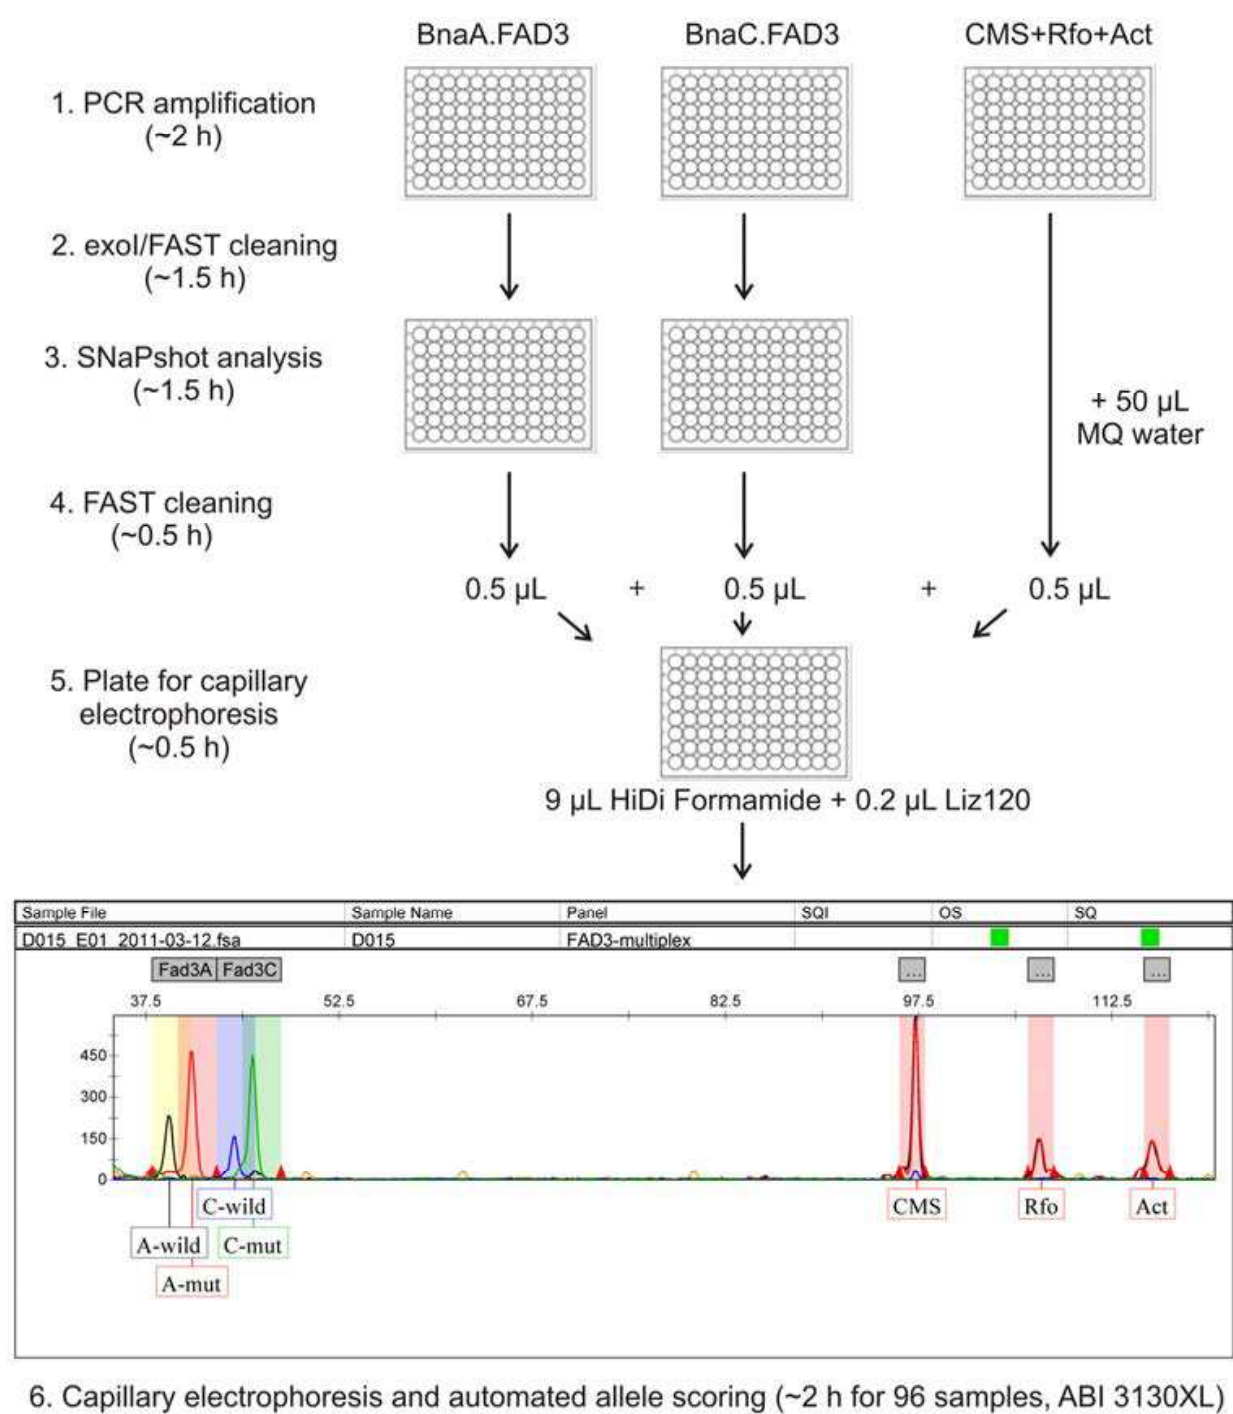 BnaA.FAD3 BnaC.FAD3 CMS+Rfo+Act
1. PCR amplification
(~2 h)
2. exoI/FAST cleaning
(~1.5 h)
3. SNaPshot analysis
(~1.5 h)
+ 50 µL
MQ water
4. FAST cleaning
(~0.5 h)
0.5 µL + 0.5 µL + 0.5 µL
5. Plate for capillary
electrophoresis
(~0.5 h)
9 µL HiDi Formamide + 0.2 µL Liz120
Sample File Sample Name Panel SQI OS SQ
D015_E01_2011-03-12.fsa D015 FAD3-multiplex
Fad3A Fad3C ... ... ...
37.5 52.5 67.5 82.5 97.5 112.5
450
300
150
0
C-wild CMS Rfo Act
A-wild C-mut
A-mut
6. Capillary electrophoresis and automated allele scoring (~2 h for 96 samples, ABI 3130XL)